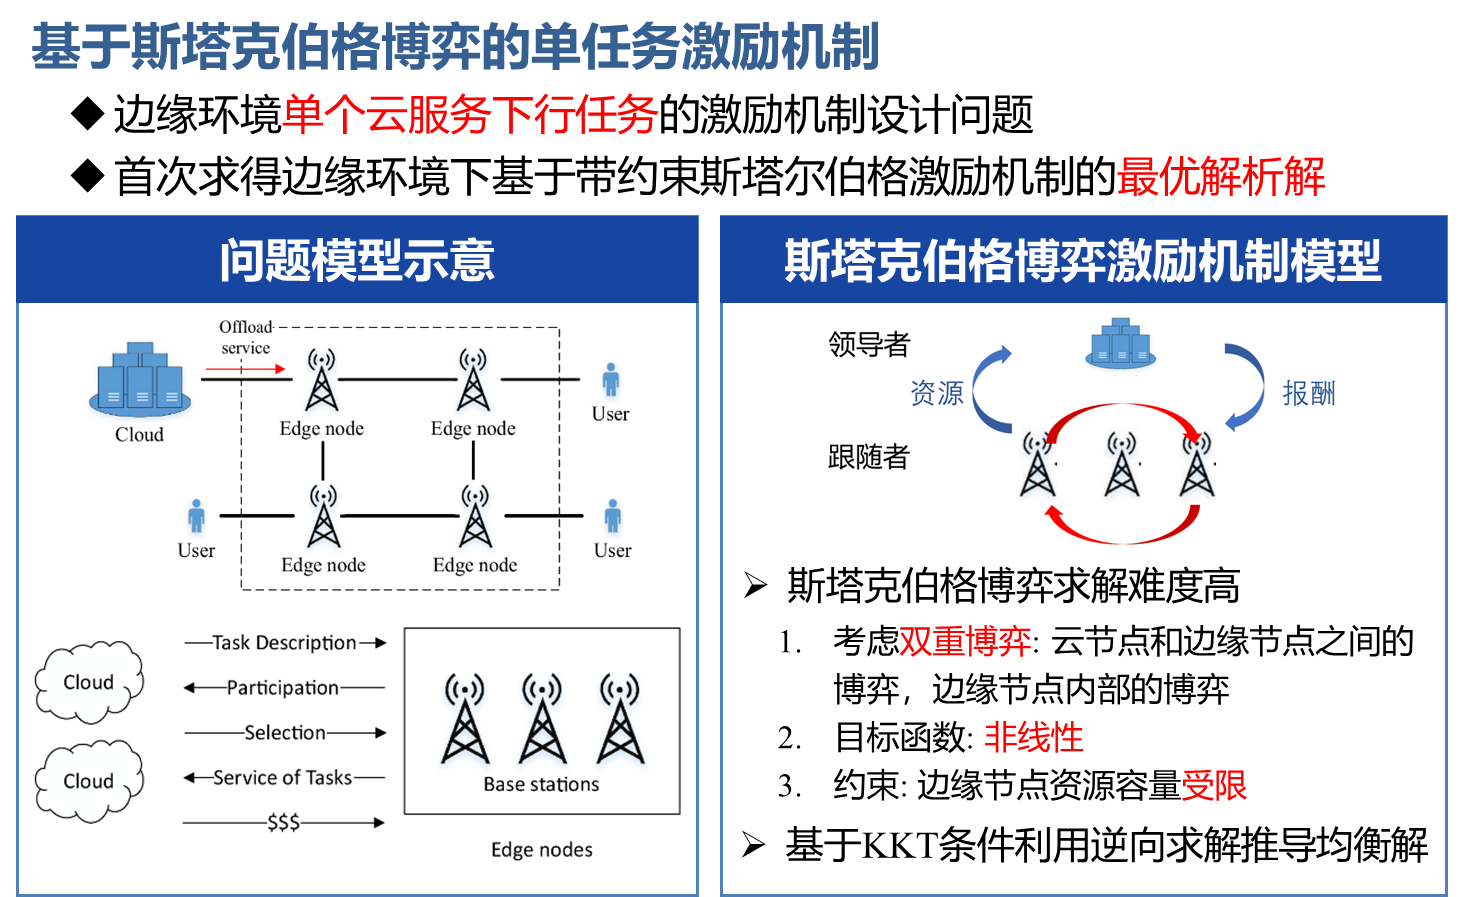 基于斯塔克伯格博弈的单任务激励机制
◆ 边缘环境单个云服务下行任务的激励机制设计问题
◆ 首次求得边缘环境下基于带约束斯塔尔伯格激励机制的最优解析解
问题模型示意
Offload
service
Cloud
Edge node
Edge node
User
User
Edge node
Edge node
User
Cloud
Cloud
Task Description
Participation
Selection
Service of Tasks
$$$
Base stations
Edge nodes
斯塔克伯格博弈激励机制模型
领导者
资源
报酬
跟随者
➢ 斯塔克伯格博弈求解难度高
1. 考虑双重博弈: 云节点和边缘节点之间的
博弈，边缘节点内部的博弈
2. 目标函数: 非线性
3. 约束: 边缘节点资源容量受限
➢ 基于KKT条件利用逆向求解推导均衡解